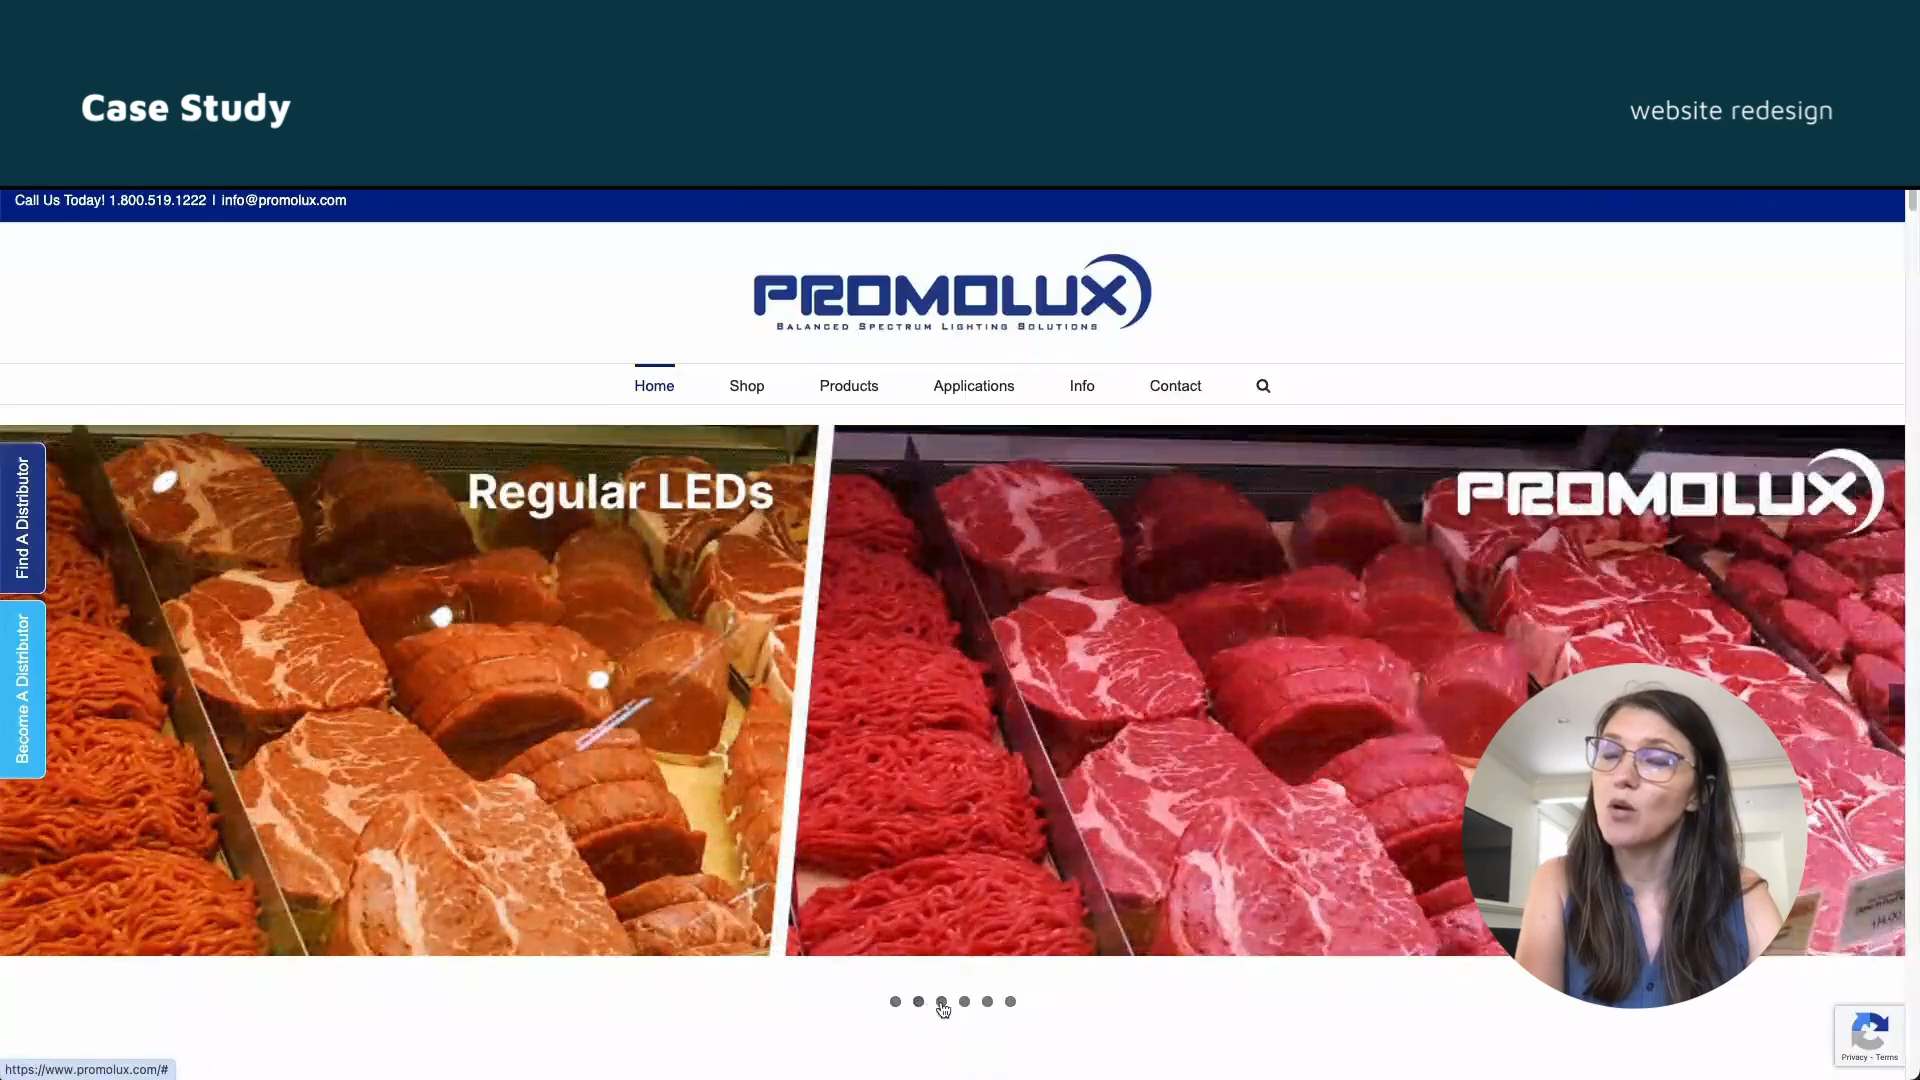 Case Study
website redesign
Call Us Today! 1.800.519.1222 | info@promolux.com
PROMOLUX
BALANCED SPECTRUM LIGHTING SOLUTIONS
Home Shop Products Applications Info Contact
Regular LEDs
PROMOLUX
Find A Distributor
Become A Distributor
Privacy - Terms
https://www.promolux.com/#